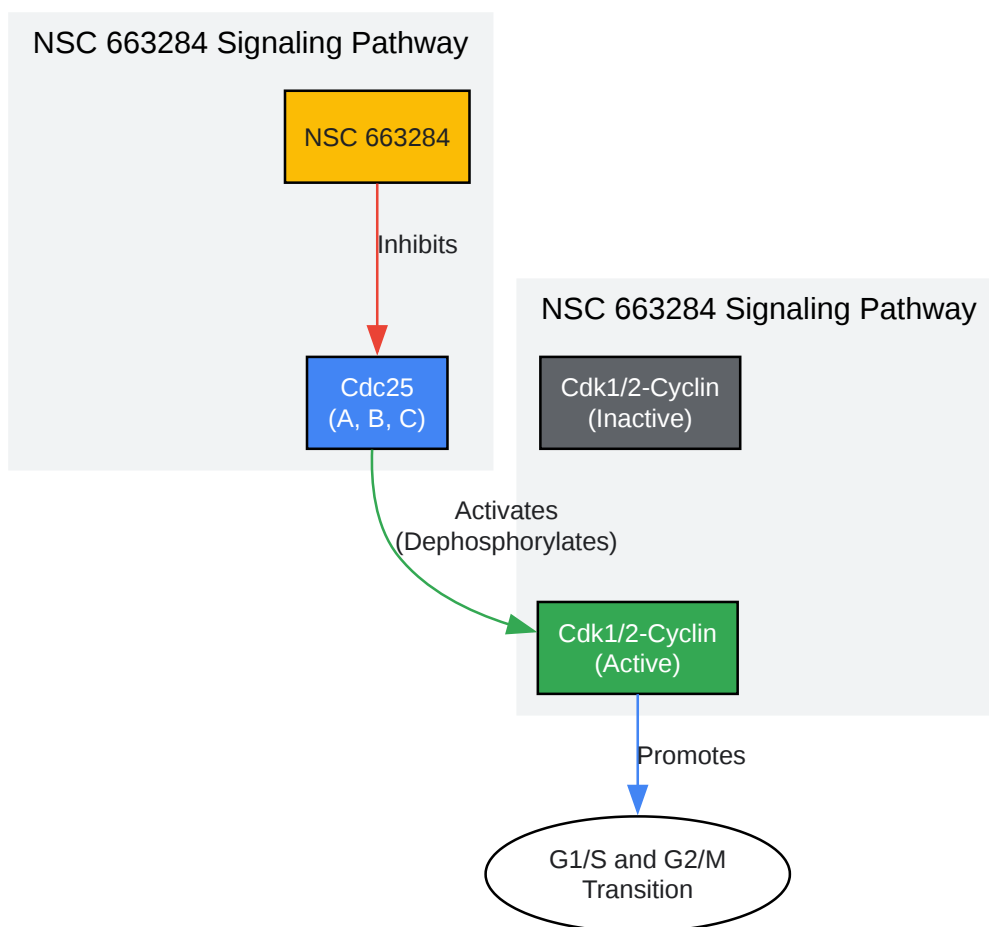 NSC 663284 Signaling Pathway
NSC 663284
Inhibits
NSC 663284 Signaling Pathway
Cdc25
(A, B, C)
Cdk1/2-Cyclin
(Inactive)
Activates
(Dephosphorylates)
Cdk1/2-Cyclin
(Active)
Promotes
G1/S and G2/M
Transition